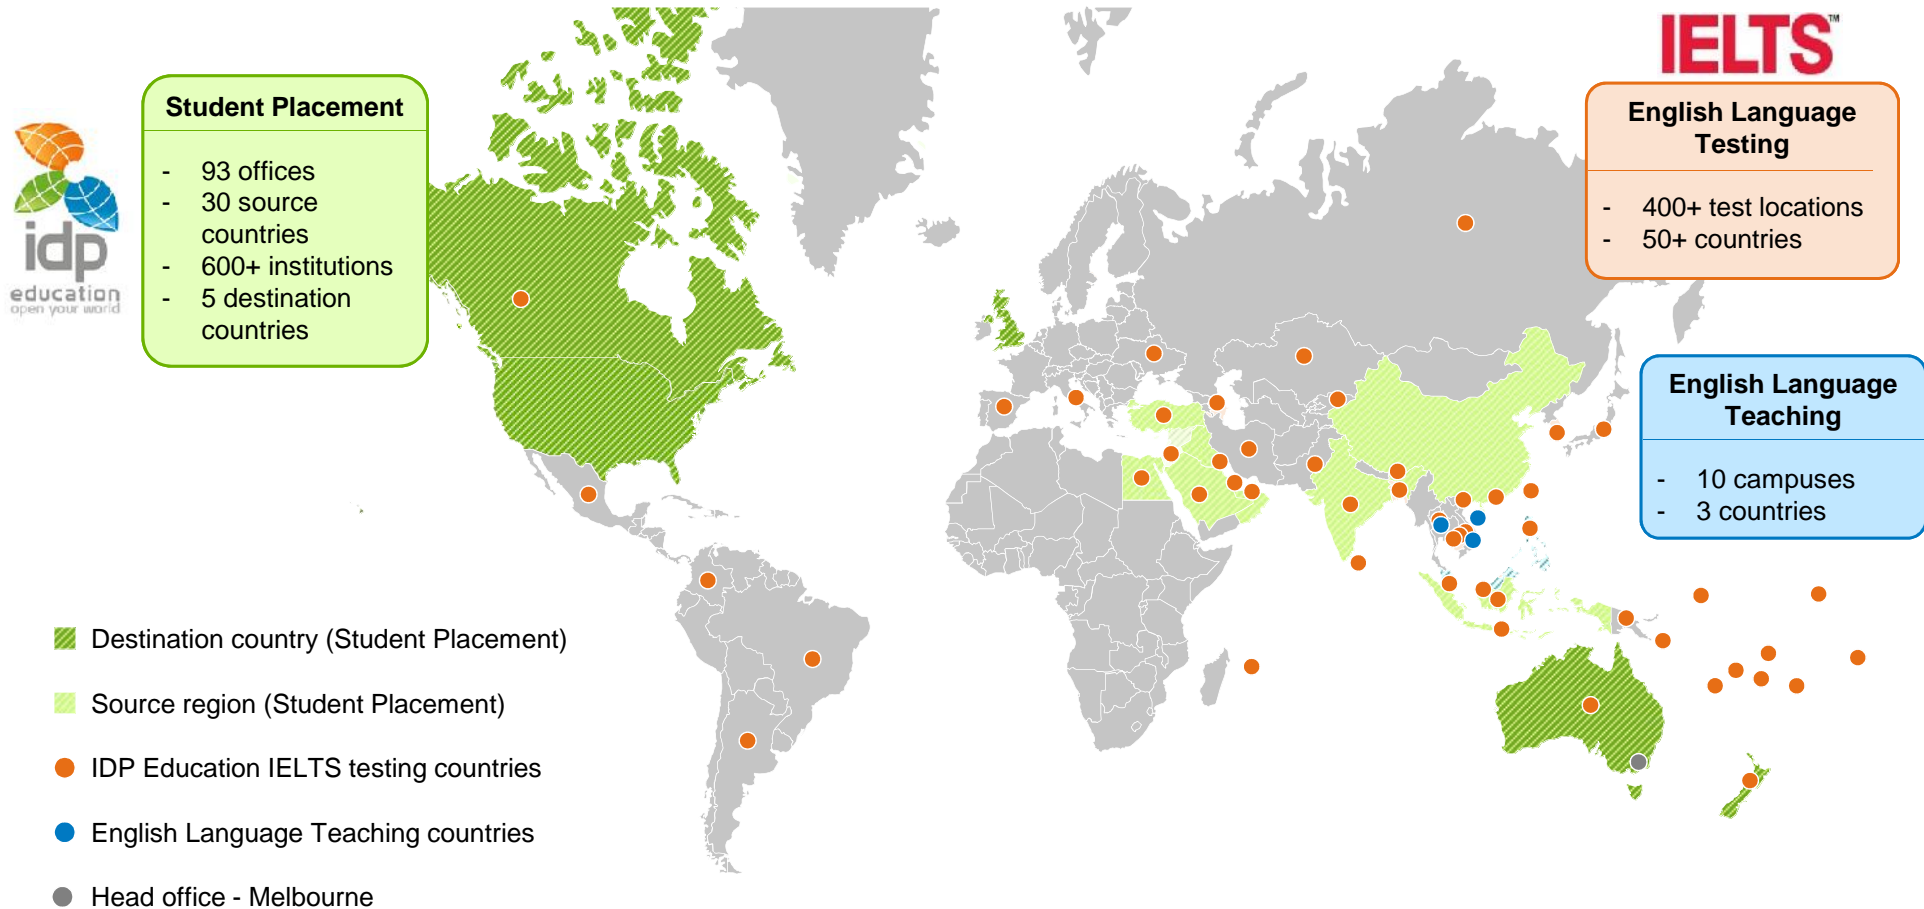 IELTS™
idp
education
open your world
Student Placement
- 93 offices
- 30 source
countries
- 600+ institutions
- 5 destination
countries
English Language
Testing
- 400+ test locations
- 50+ countries
English Language
Teaching
- 10 campuses
- 3 countries
Destination country (Student Placement)
Source region (Student Placement)
IDP Education IELTS testing countries
English Language Teaching countries
Head office - Melbourne